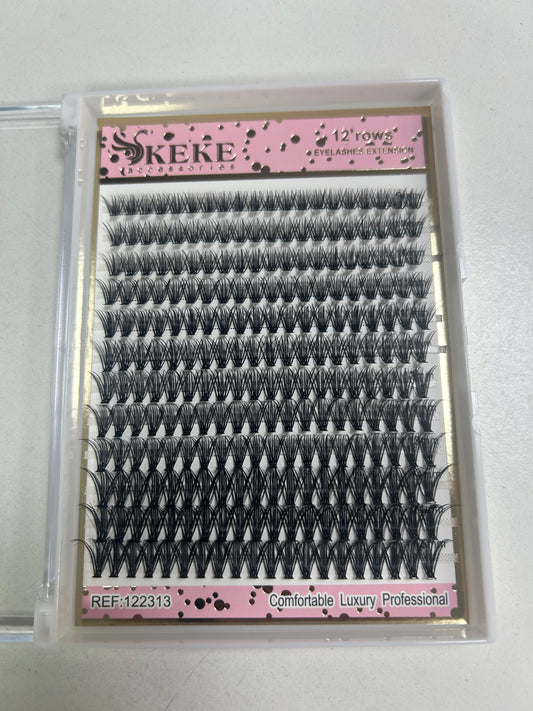 KEKE
accessories
12 rows
EYELASHES EXTENSION
REF:122313
Comfortable Luxury Professional